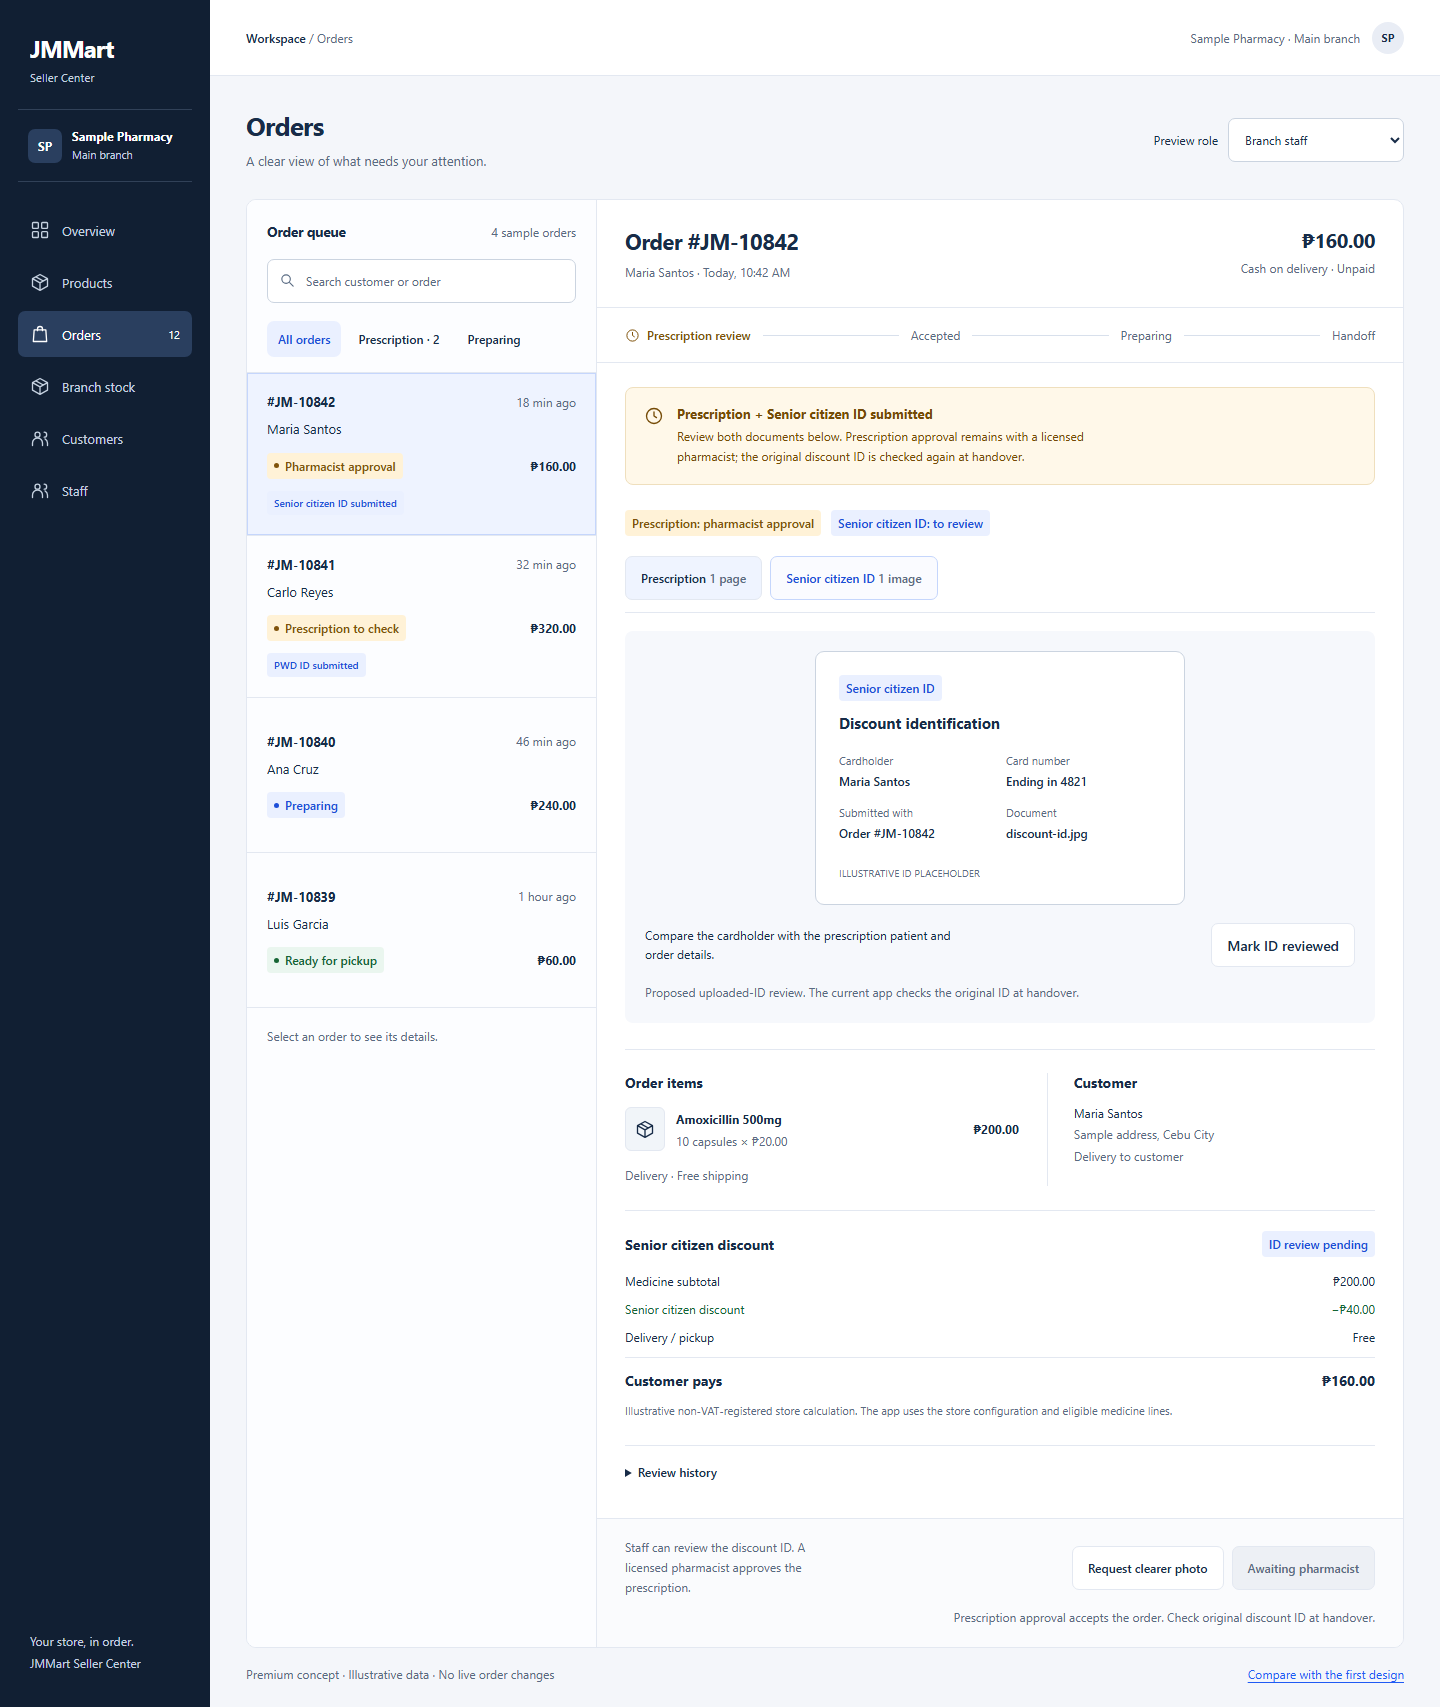 JMMart
Seller Center
SP
Sample Pharmacy
Main branch
Overview
Products
Orders 12
Branch stock
Customers
Staff
Your store, in order.
JMMart Seller Center
Workspace / Orders
Sample Pharmacy · Main branch SP
Orders
A clear view of what needs your attention.
Preview role Branch staff
Order queue 4 sample orders
Search customer or order
All orders Prescription · 2 Preparing
#JM-10842 18 min ago
Maria Santos
Pharmacist approval ₱160.00
Senior citizen ID submitted
#JM-10841 32 min ago
Carlo Reyes
Prescription to check ₱320.00
PWD ID submitted
#JM-10840 46 min ago
Ana Cruz
Preparing ₱240.00
#JM-10839 1 hour ago
Luis Garcia
Ready for pickup ₱60.00
Select an order to see its details.
Order #JM-10842 ₱160.00
Maria Santos · Today, 10:42 AM Cash on delivery · Unpaid
Prescription review Accepted Preparing Handoff
Prescription + Senior citizen ID submitted
Review both documents below. Prescription approval remains with a licensed
pharmacist; the original discount ID is checked again at handover.
Prescription: pharmacist approval Senior citizen ID: to review
Prescription 1 page Senior citizen ID 1 image
Senior citizen ID
Discount identification
Cardholder Card number
Maria Santos Ending in 4821
Submitted with Document
Order #JM-10842 discount-id.jpg
ILLUSTRATIVE ID PLACEHOLDER
Compare the cardholder with the prescription patient and
order details.
Mark ID reviewed
Proposed uploaded-ID review. The current app checks the original ID at handover.
Order items
Amoxicillin 500mg
10 capsules × ₱20.00
₱200.00
Delivery · Free shipping
Customer
Maria Santos
Sample address, Cebu City
Delivery to customer
Senior citizen discount ID review pending
Medicine subtotal ₱200.00
Senior citizen discount −₱40.00
Delivery / pickup Free
Customer pays ₱160.00
Illustrative non-VAT-registered store calculation. The app uses the store configuration and eligible medicine lines.
Review history
Staff can review the discount ID. A
licensed pharmacist approves the
prescription.
Request clearer photo Awaiting pharmacist
Prescription approval accepts the order. Check original discount ID at handover.
Premium concept · Illustrative data · No live order changes
Compare with the first design